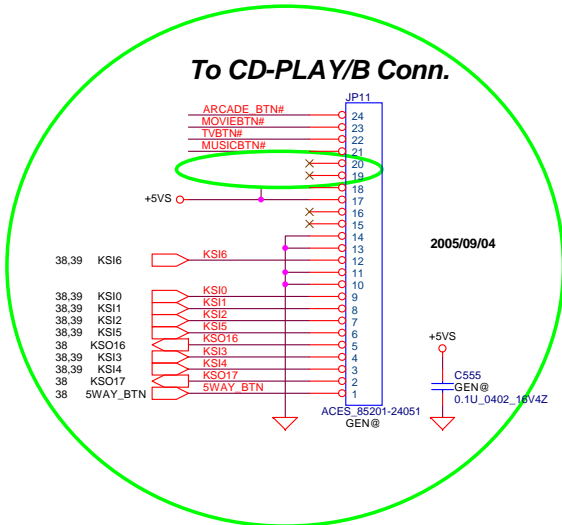 To CD-PLAY/B Conn.
JP11
ARCADE_BTN# 24
MOVIEBTN# 23
TVBTN# 22
MUSICBTN# 21
20
19
18
+5VS 17
16
15
14
13
38,39 KSI6 KSI6 12
11
10
38,39 KSI0 KSI0 9
38,39 KSI1 KSI1 8
38,39 KSI2 KSI2 7
38,39 KSI5 KSI5 6
38 KSO16 KSO16 5
38,39 KSI3 KSI3 4
38,39 KSI4 KSI4 3
38 KSO17 KSO17 2
38 5WAY_BTN 5WAY_BTN 1
ACES_85201-24051
GEN@
2005/09/04
+5VS
C555
GEN@
0.1U_0402_16V4Z